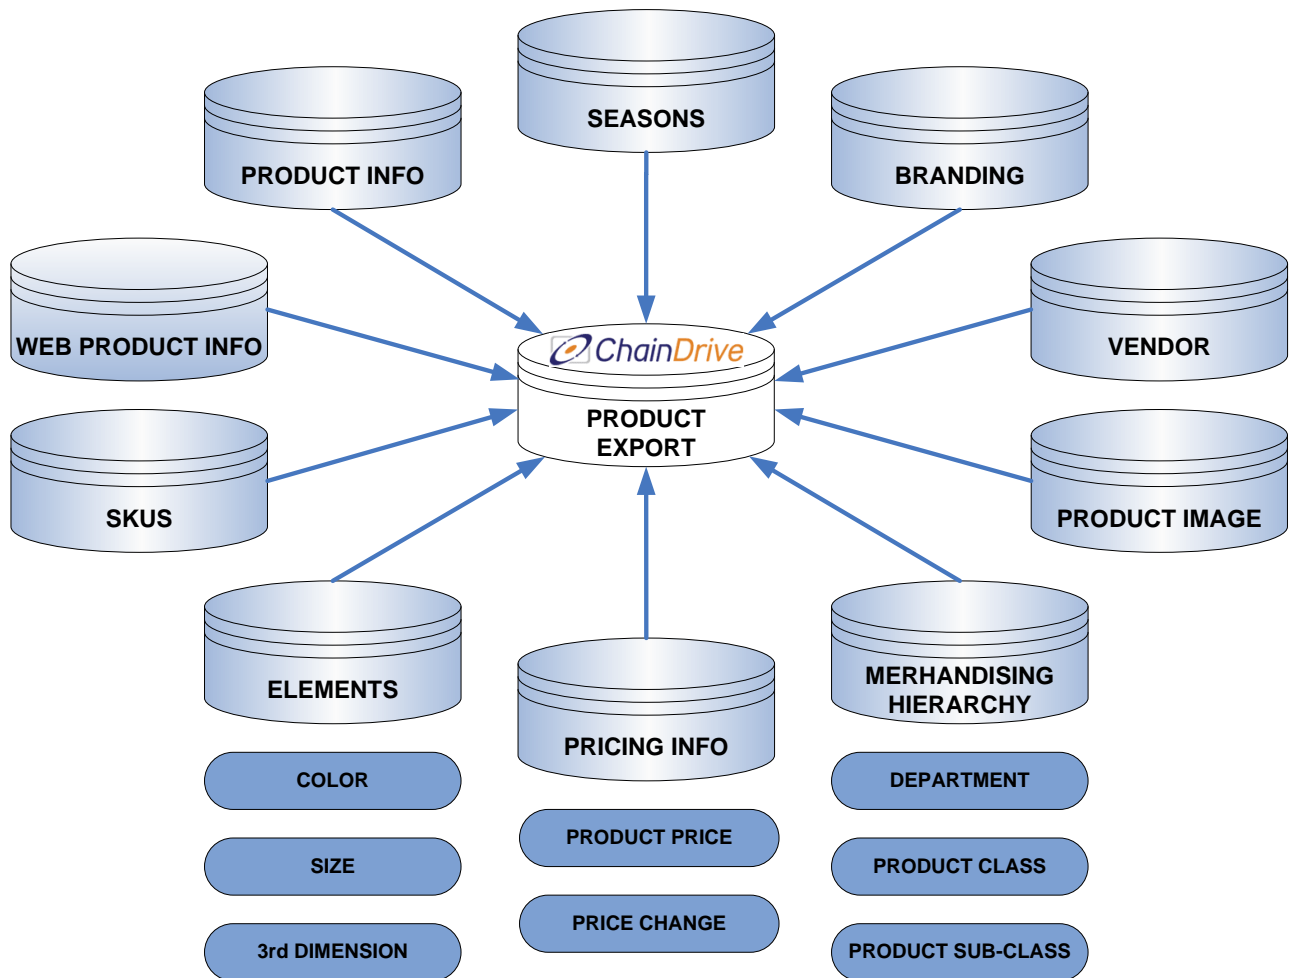 SEASONS
PRODUCT INFO
BRANDING
WEB PRODUCT INFO
ChainDrive
VENDOR
PRODUCT
EXPORT
SKUS
PRODUCT IMAGE
ELEMENTS
PRICING INFO
MERHANDISING
HIERARCHY
COLOR
SIZE
3rd DIMENSION
PRODUCT PRICE
PRICE CHANGE
DEPARTMENT
PRODUCT CLASS
PRODUCT SUB-CLASS